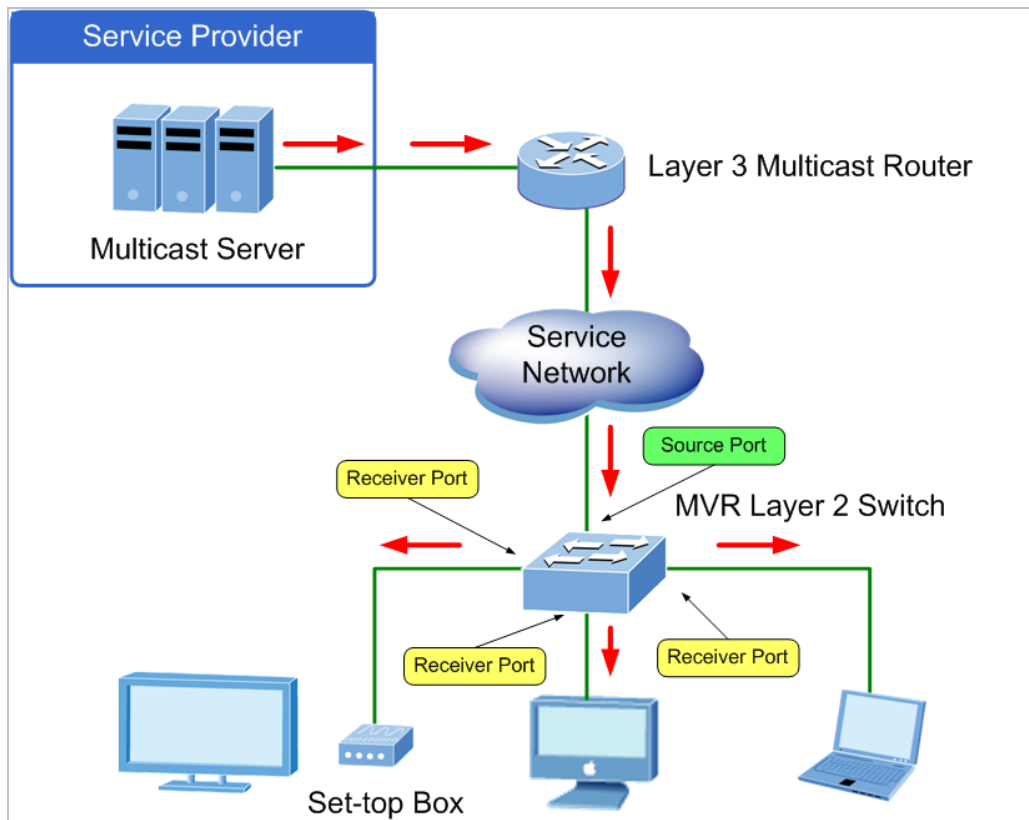 Service Provider
Multicast Server
Layer 3 Multicast Router
Service
Network
Source Port
Receiver Port
MVR Layer 2 Switch
Receiver Port
Receiver Port
Set-top Box